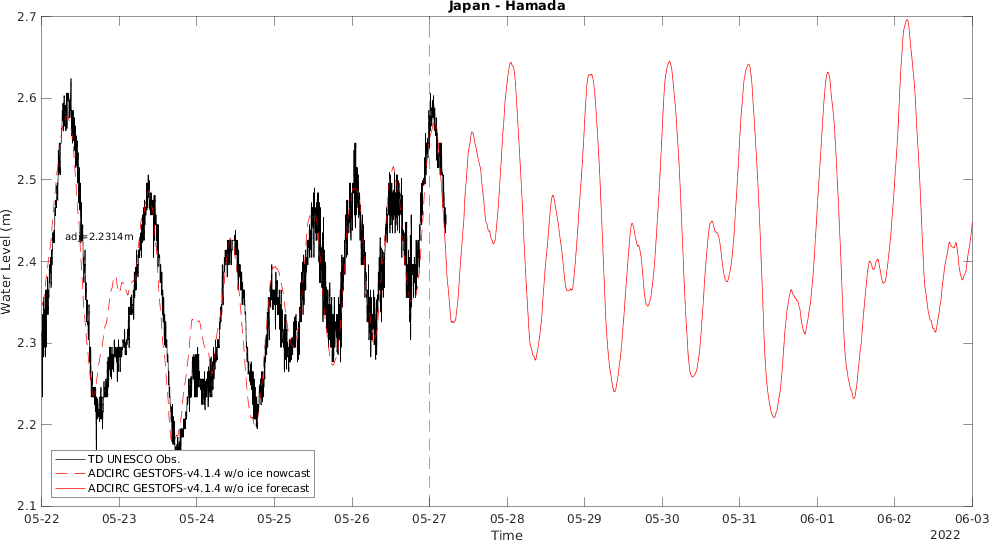 Japan - Hamada
2.7
2.6
2.5
2.4
2.3
2.2
2.1
Water Level (m)
adj=2.2314m
TD UNESCO Obs.
ADCIRC GESTOFS-v4.1.4 w/o ice nowcast
ADCIRC GESTOFS-v4.1.4 w/o ice forecast
05-22 05-23 05-24 05-25 05-26 05-27 05-28 05-29 05-30 05-31 06-01 06-02 06-03
Time
2022